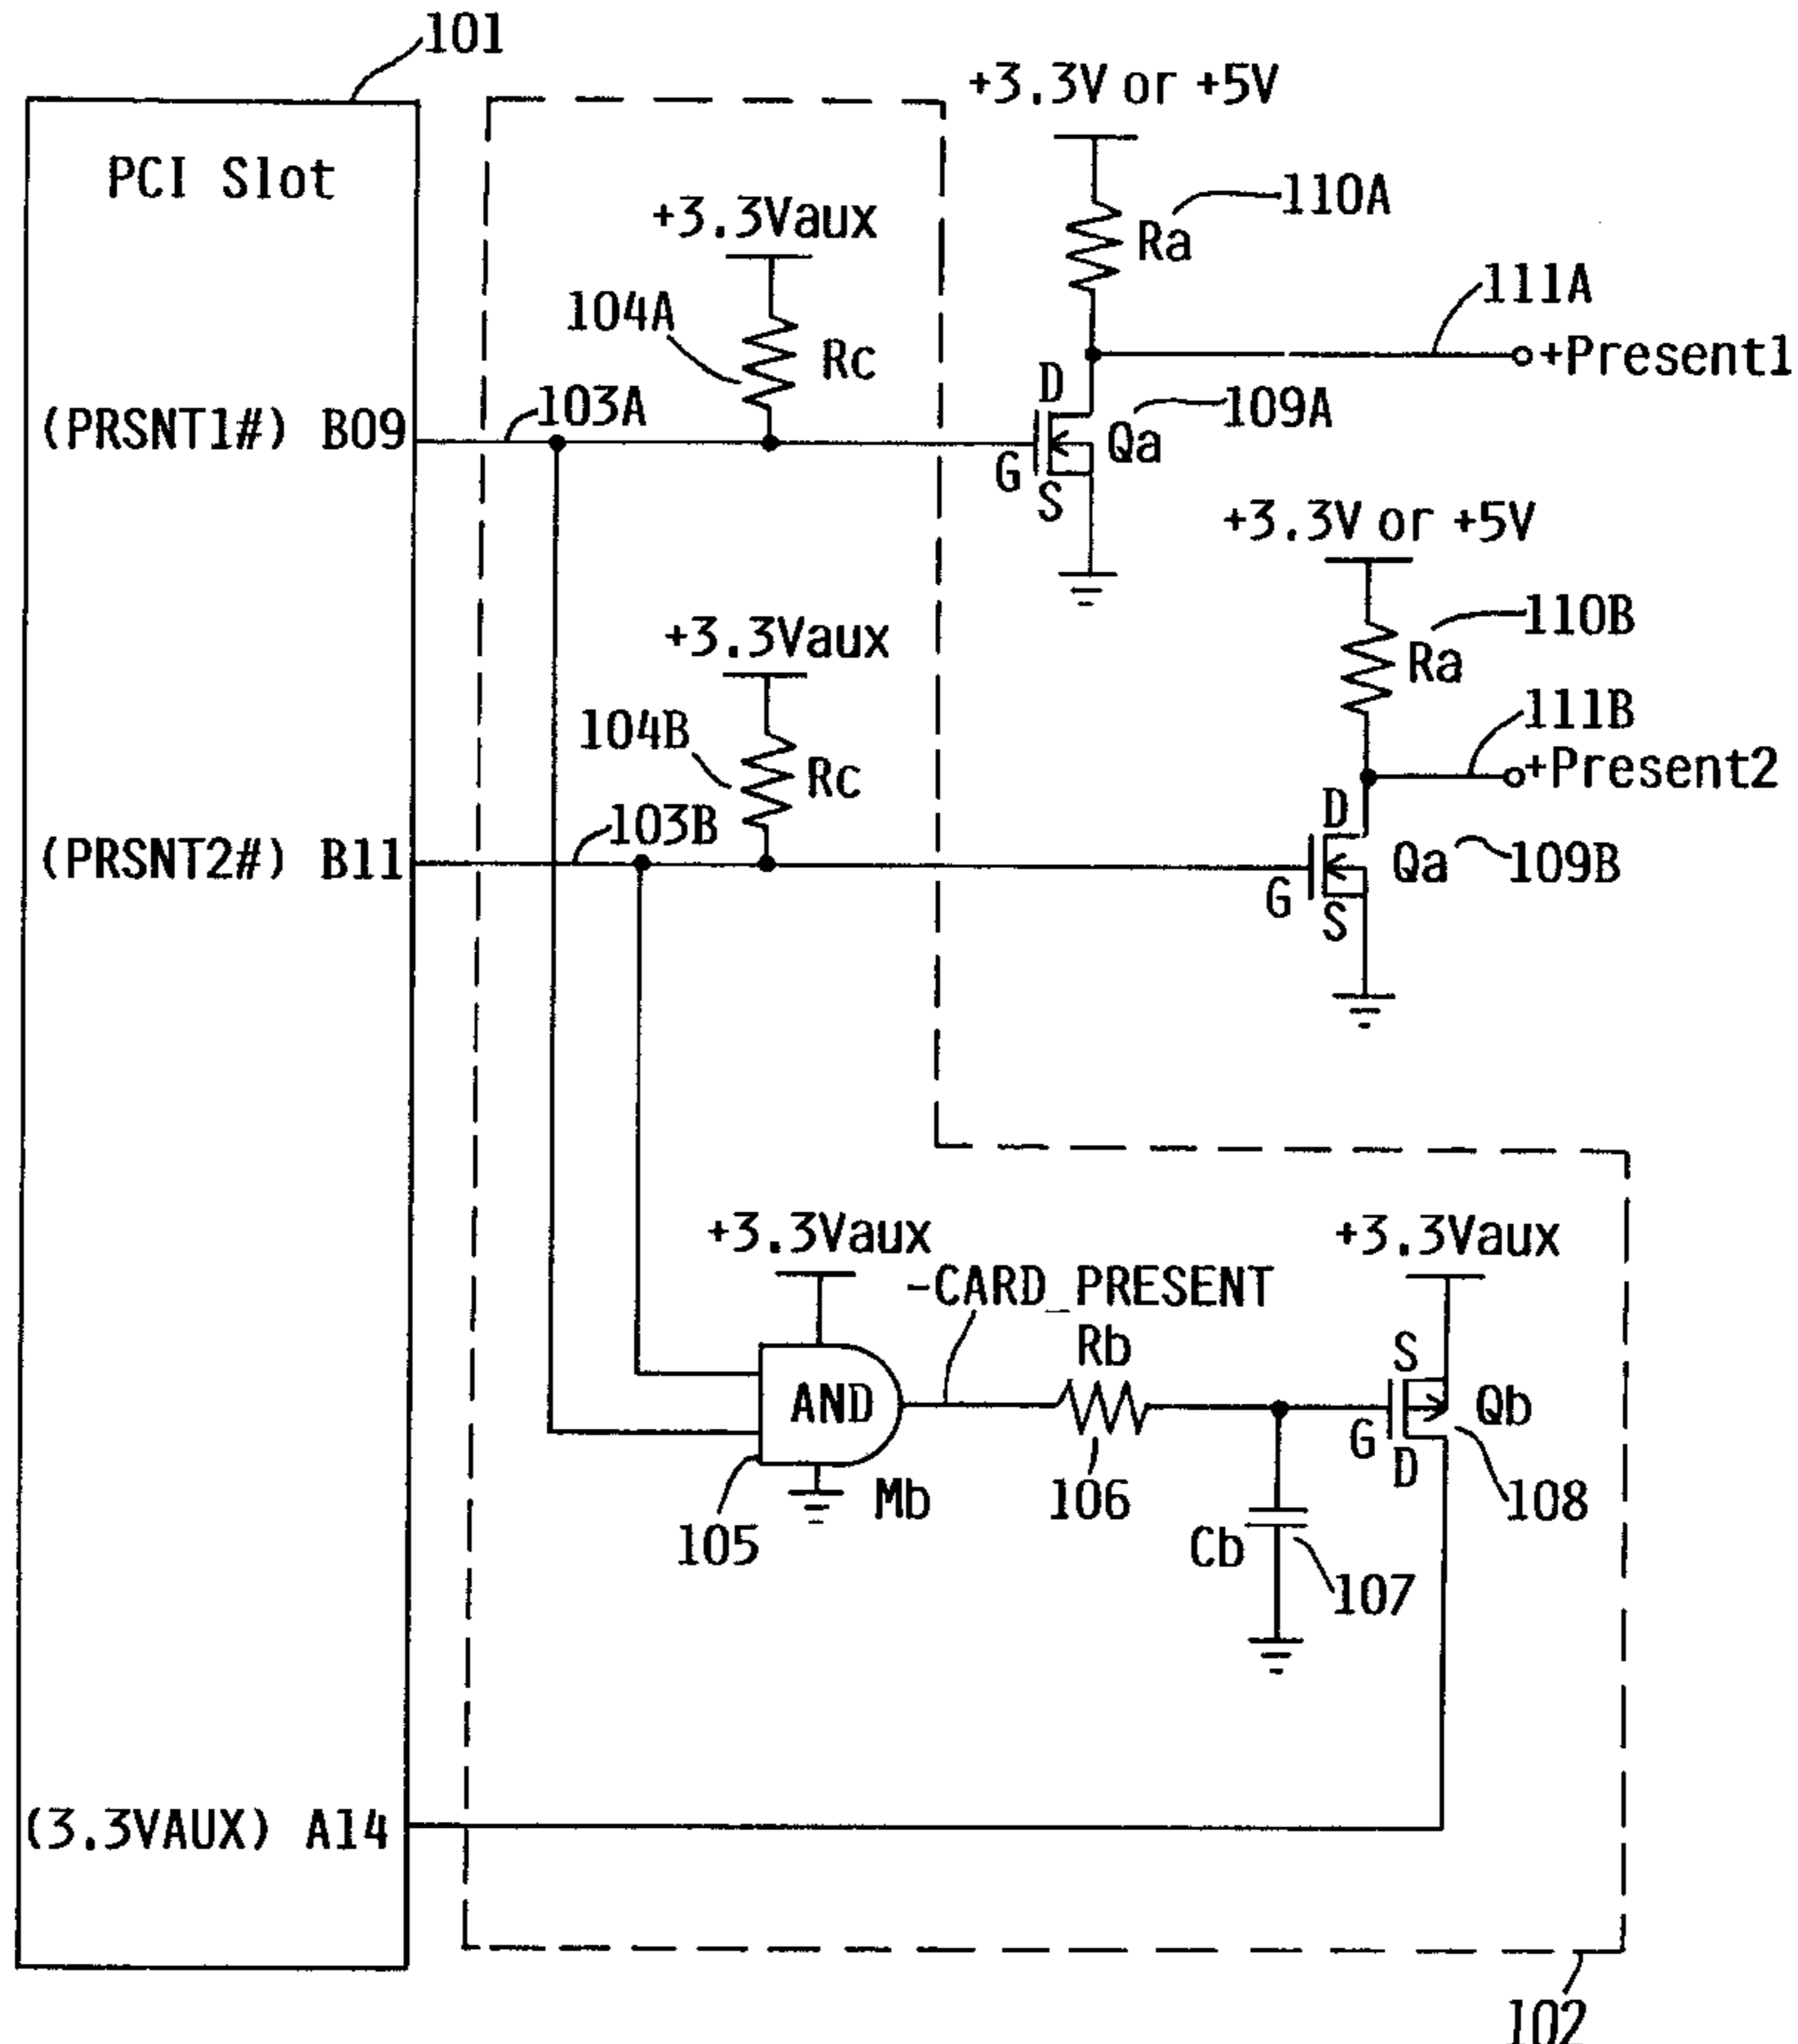 101
+3.3V or +5V
PCI Slot
110A
+3.3Vaux
Ra
104A
111A
Rc
+Present1
D
103A
109A
(PRSNT1#) B09
Qa
G
S
+3.3V or +5V
110B
+3.3Vaux
Ra
111B
104B
Rc
+Present2
D
103B
(PRSNT2#) B11
Qa
109B
G
S
+3.3Vaux
+3.3Vaux
-CARD_PRESENT
Rb
S
AND
Qb
G
D
Mb
106
108
105
Cb
107
(3.3VAUX) A14
102